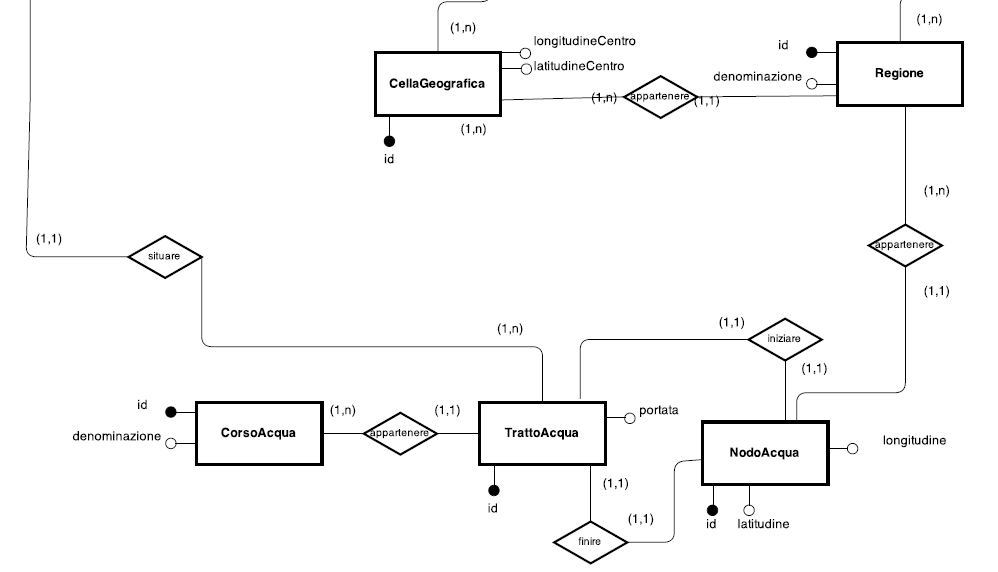 (1,n)
(1,n)
longitudineCentro
id
latitudineCentro
CellaGeografica
Regione
denominazione
(1,n)
appartenere
(1,1)
(1,n)
id
(1,n)
appartenere
(1,1)
situare
(1,1)
(1,n)
(1,1)
iniziare
(1,1)
id
(1,n)
(1,1)
portata
denominazione
CorsoAcqua
appartenere
TrattoAcqua
longitudine
NodoAcqua
(1,1)
id
(1,1)
id
latitudine
finire